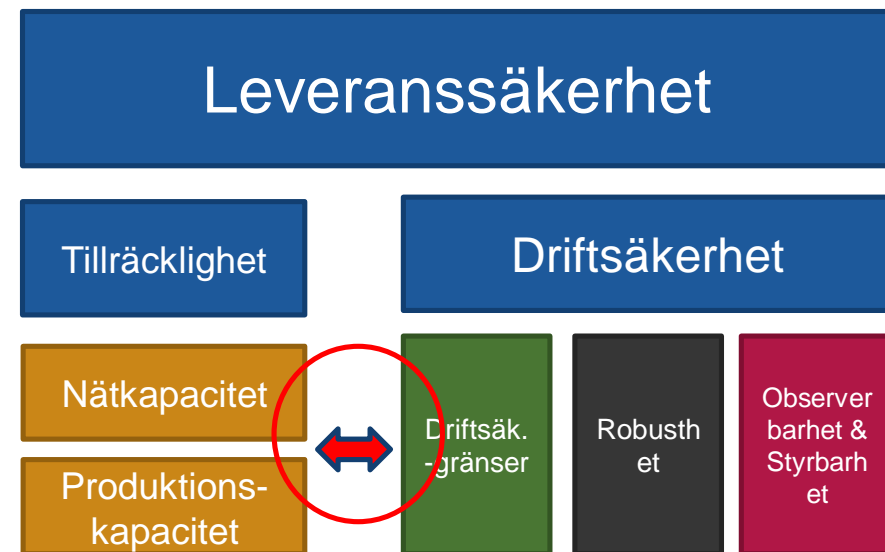 Leveranssäkerhet
Tillräcklighet
Driftsäkerhet
Nätkapacitet
Produktions-
kapacitet
Driftsäk.
-gränser
Robusth
et
Observer
barhet &
Styrbarh
et